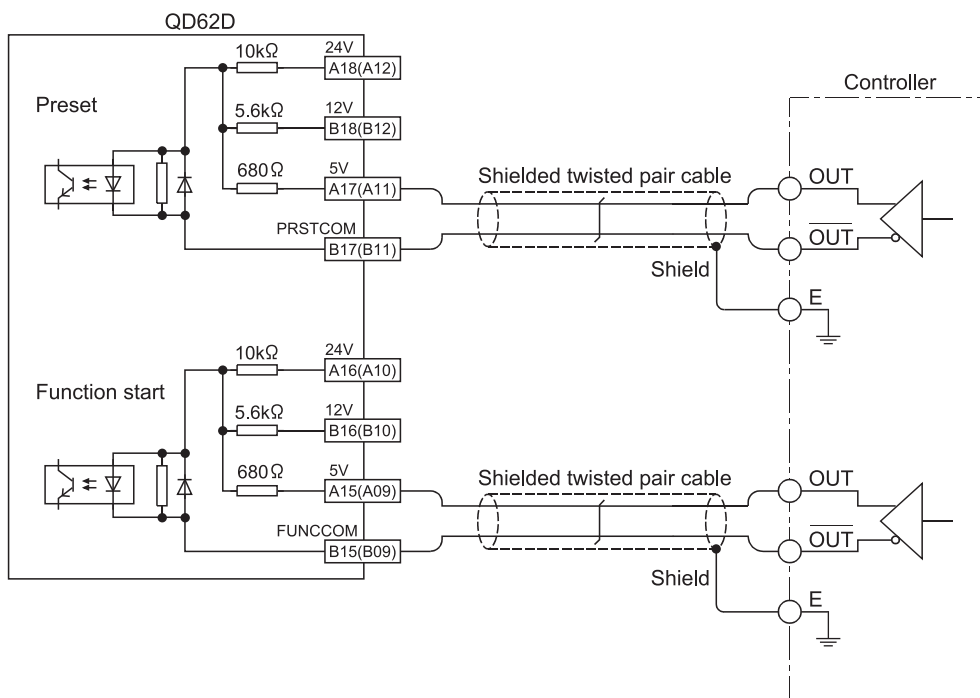 QD62D
10kΩ
24V
A18(A12)
Controller
Preset
5.6kΩ
12V
B18(B12)
680Ω
5V
A17(A11)
Shielded twisted pair cable
OUT
PRSTCOM
B17(B11)
OUT
Shield
E
10kΩ
24V
A16(A10)
Function start
5.6kΩ
12V
B16(B10)
680Ω
5V
A15(A09)
Shielded twisted pair cable
OUT
FUNCCOM
B15(B09)
OUT
Shield
E